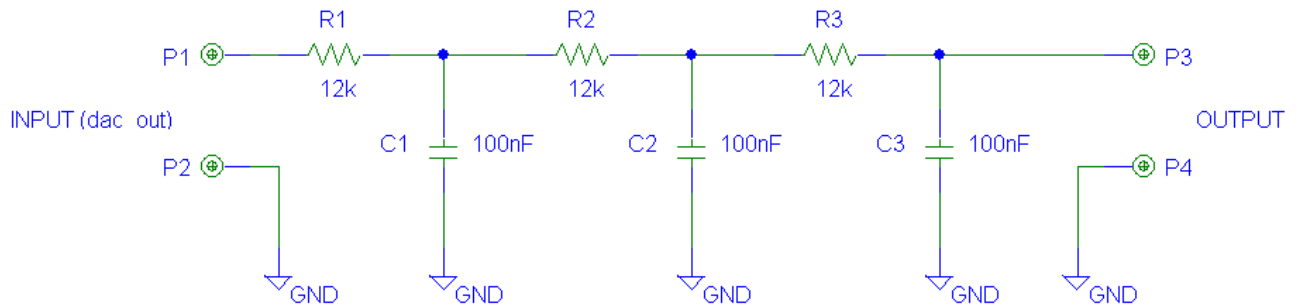 R1 R2 R3
P1 P3
12k 12k 12k
INPUT (dac out) OUTPUT
C1 100nF C2 100nF C3 100nF
P2 P4
GND GND GND GND GND